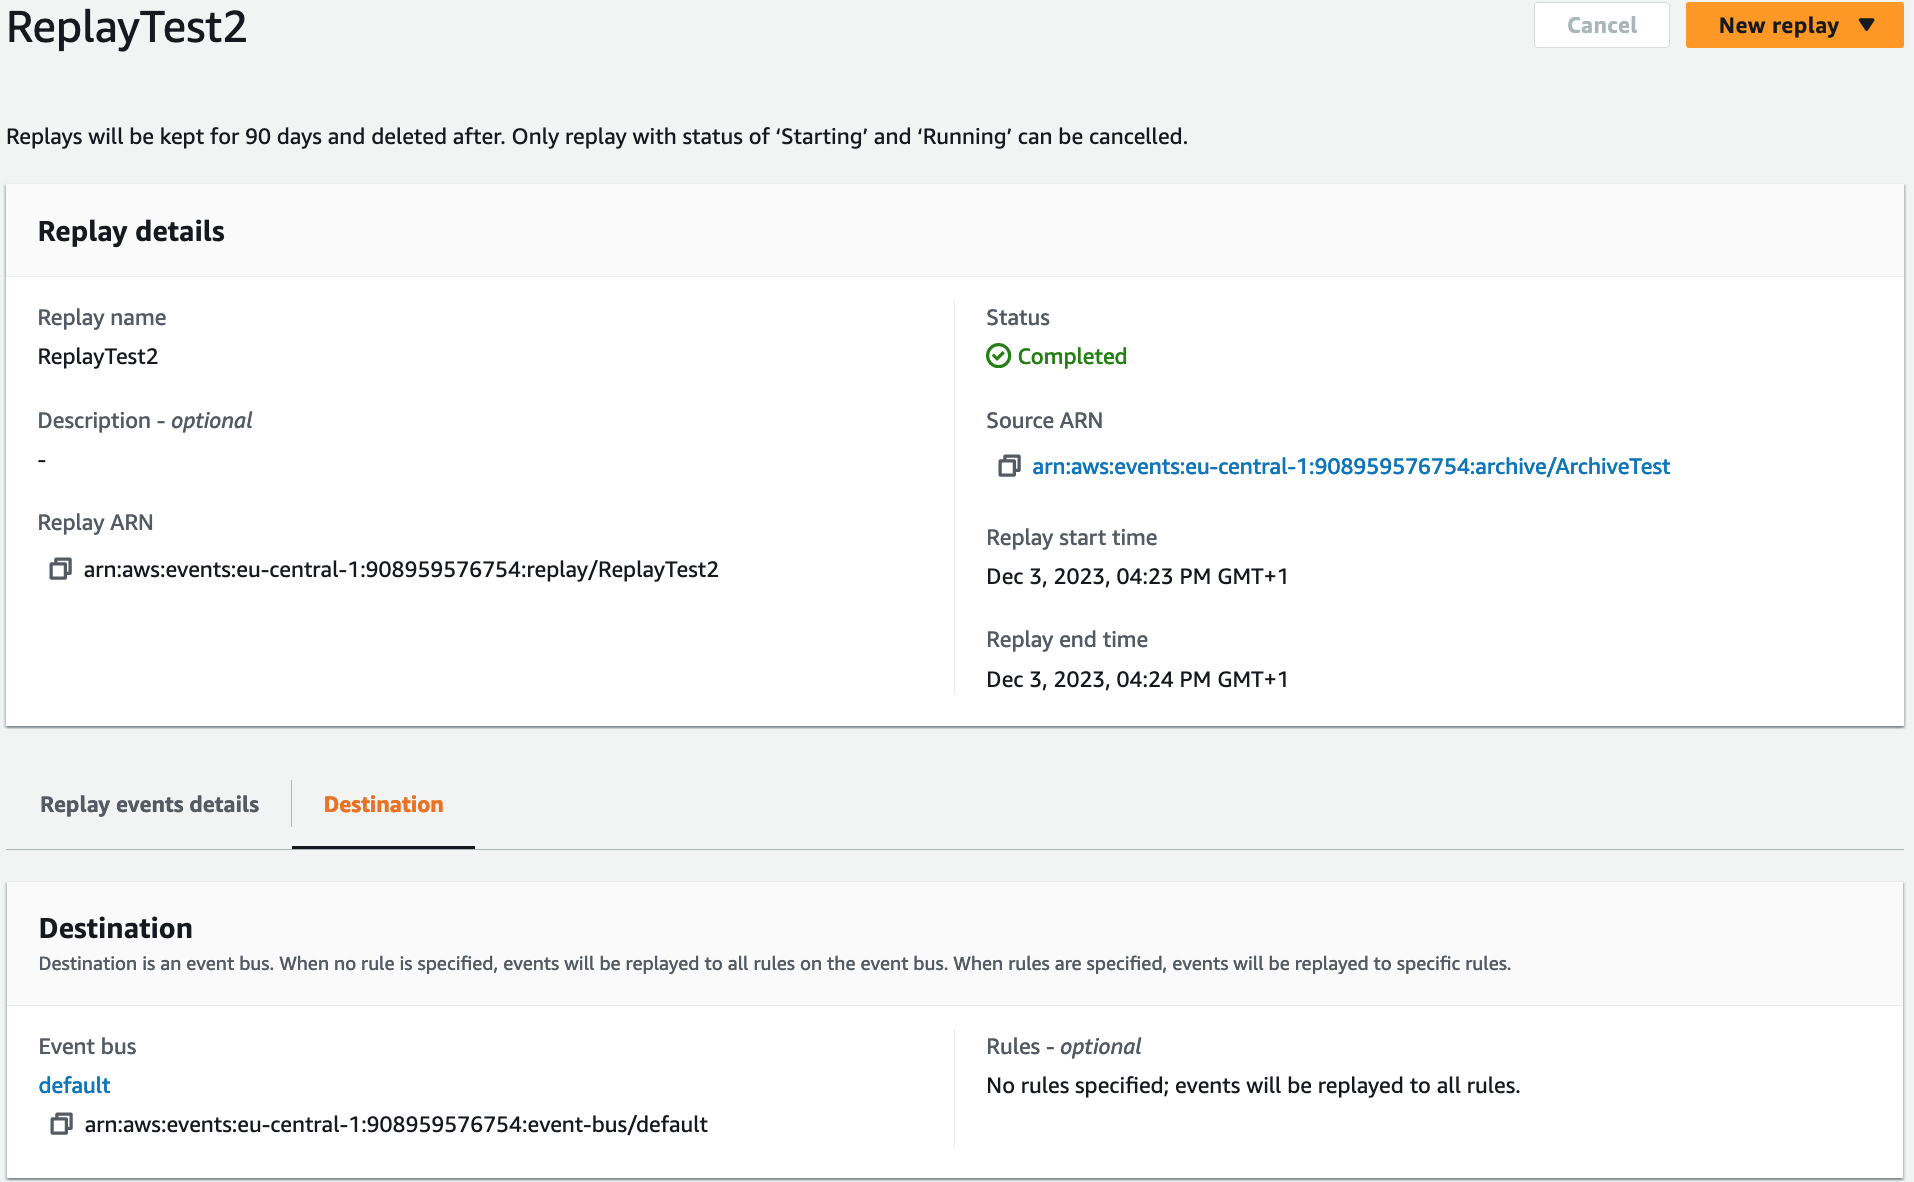 ReplayTest2
Cancel
New replay
Replays will be kept for 90 days and deleted after. Only replay with status of ‘Starting’ and ‘Running’ can be cancelled.
Replay details
Replay name
ReplayTest2
Description - optional
-
Replay ARN
arn:aws:events:eu-central-1:908959576754:replay/ReplayTest2
Status
Completed
Source ARN
arn:aws:events:eu-central-1:908959576754:archive/ArchiveTest
Replay start time
Dec 3, 2023, 04:23 PM GMT+1
Replay end time
Dec 3, 2023, 04:24 PM GMT+1
Replay events details
Destination
Destination
Destination is an event bus. When no rule is specified, events will be replayed to all rules on the event bus. When rules are specified, events will be replayed to specific rules.
Event bus
default
arn:aws:events:eu-central-1:908959576754:event-bus/default
Rules - optional
No rules specified; events will be replayed to all rules.